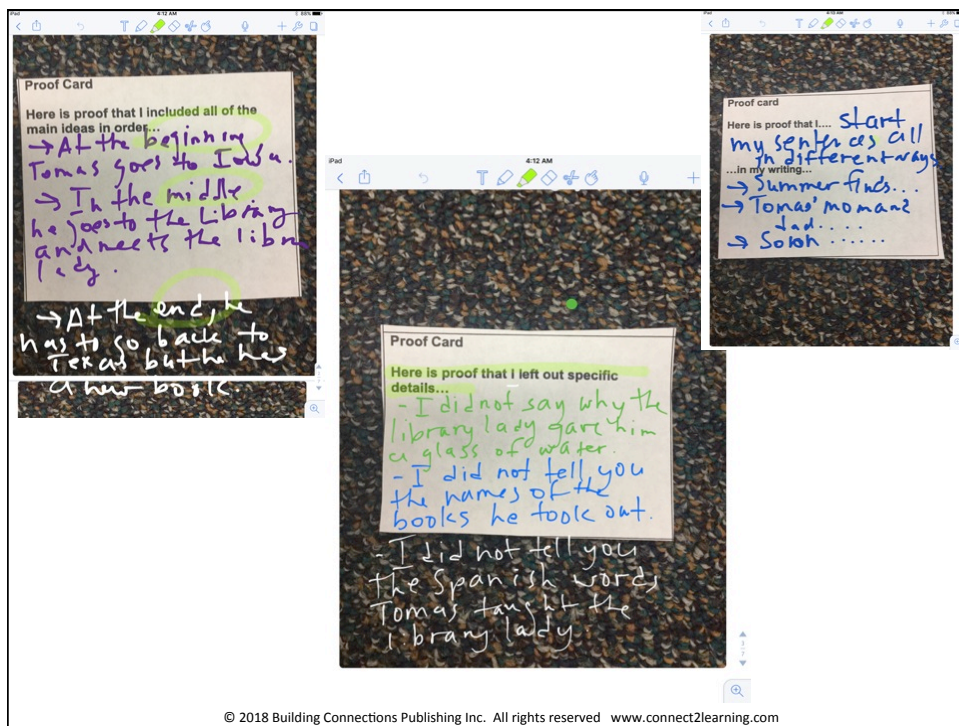 iPad
4:12 AM
88%
T
Proof Card
Here is proof that I included all of the
main ideas in order...
→ At the beginning
Tomas goes to Iowa.
→ In the middle
he goes to the Library
and meets the libra
lady.
→ At the end, he
has to go back to
Texas but he has
a new book.
iPad
4:12 AM
T
Proof Card
Here is proof that I left out specific
details...
- I did not say why the
library lady gave him
a glass of water.
- I did not tell you
the names of the
books he took out.
- I did not tell you
the Spanish words
Tomas taught the
library lady
T
Proof card
Here is proof that I.... start
my sentences all
in different ways
...in my writing...
→ Summer finds....
→ Tomas' mom and
dad.....
→ Soon ......
© 2018 Building Connections Publishing Inc. All rights reserved www.connect2learning.com